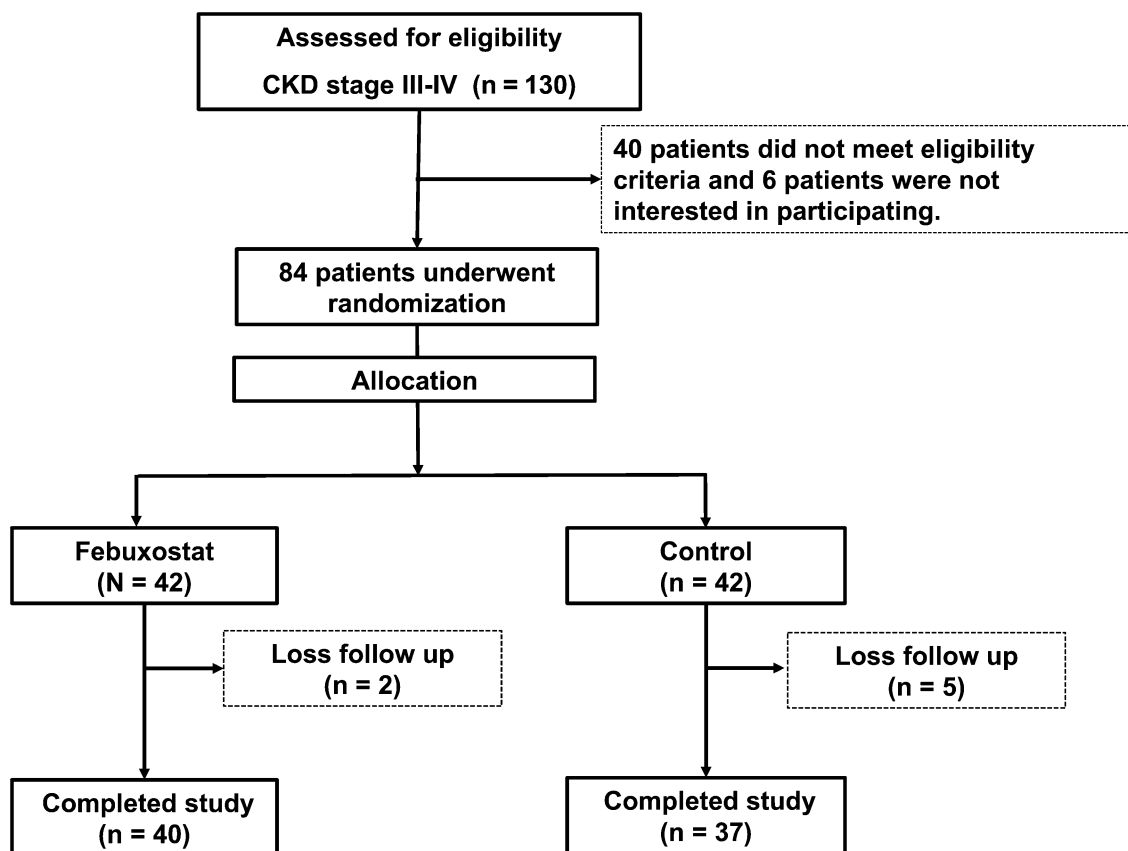 Assessed for eligibility
CKD stage III-IV (n = 130)
40 patients did not meet eligibility
criteria and 6 patients were not
interested in participating.
84 patients underwent
randomization
Allocation
Febuxostat
(N = 42)
Control
(n = 42)
Loss follow up
(n = 2)
Loss follow up
(n = 5)
Completed study
(n = 40)
Completed study
(n = 37)